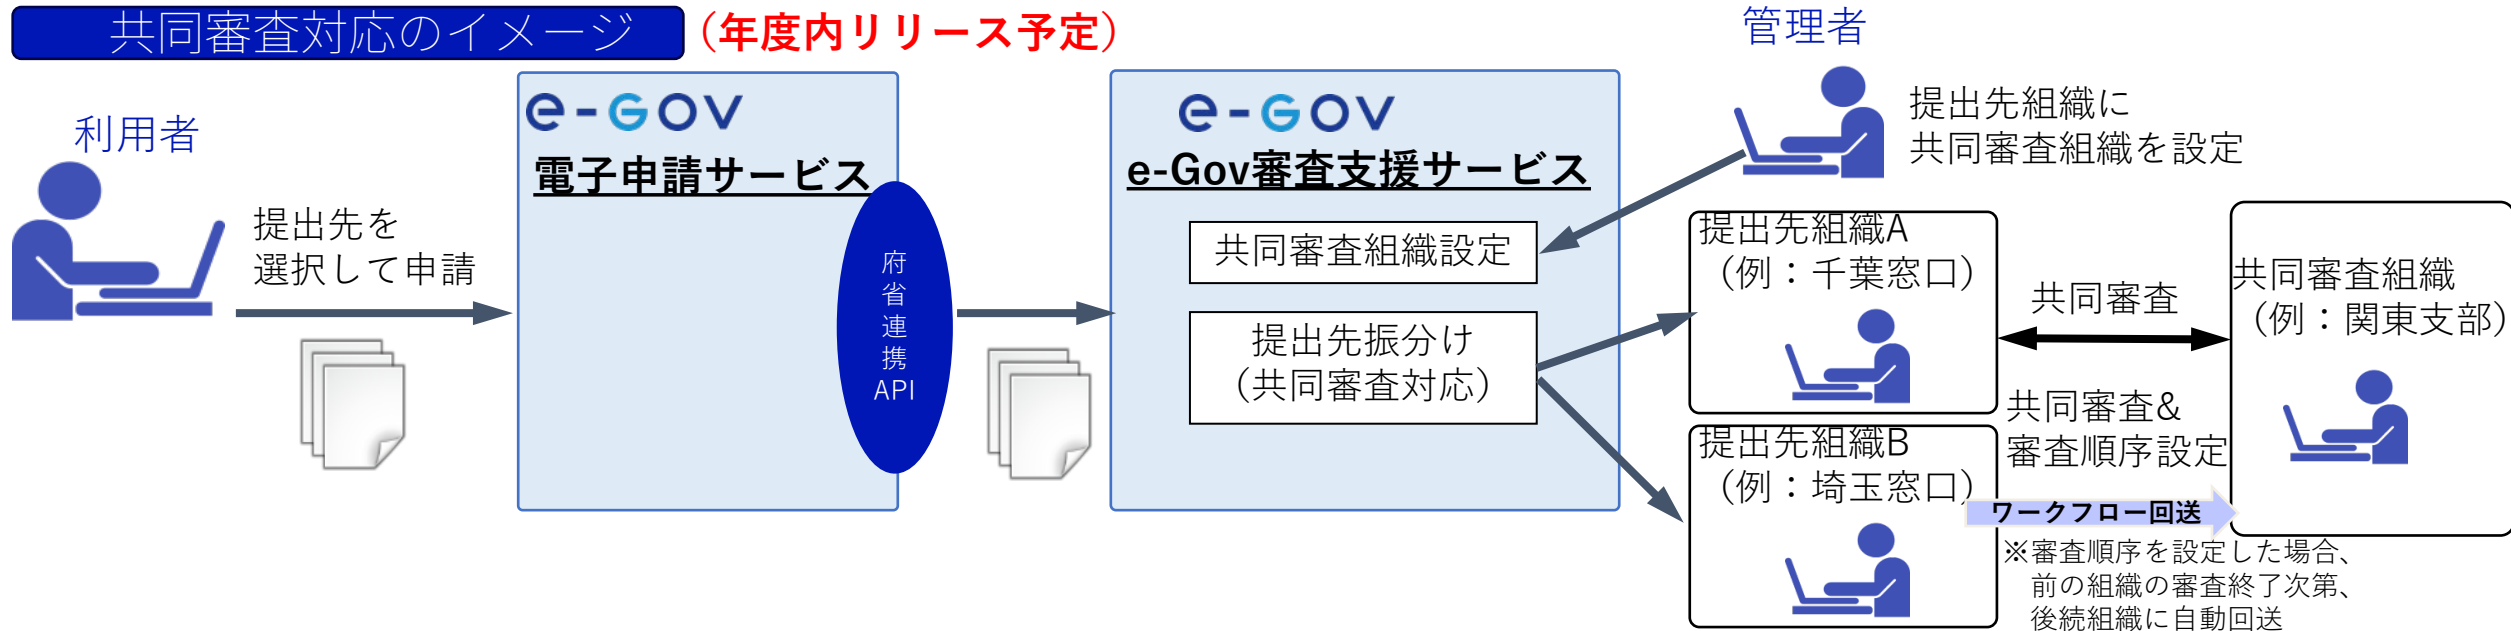 共同審査対応のイメージ
（年度内リリース予定）
管理者
利用者
提出先を
選択して申請
e-GOV
電子申請サービス
府
省
連
携
API
e-GOV
e-Gov審査支援サービス
共同審査組織設定
提出先振分け
（共同審査対応）
提出先組織に
共同審査組織を設定
提出先組織A
（例：千葉窓口）
提出先組織B
（例：埼玉窓口）
共同審査
共同審査&
審査順序設定
ワークフロー回送
共同審査組織
（例：関東支部）
※審査順序を設定した場合、
前の組織の審査終了次第、
後続組織に自動回送